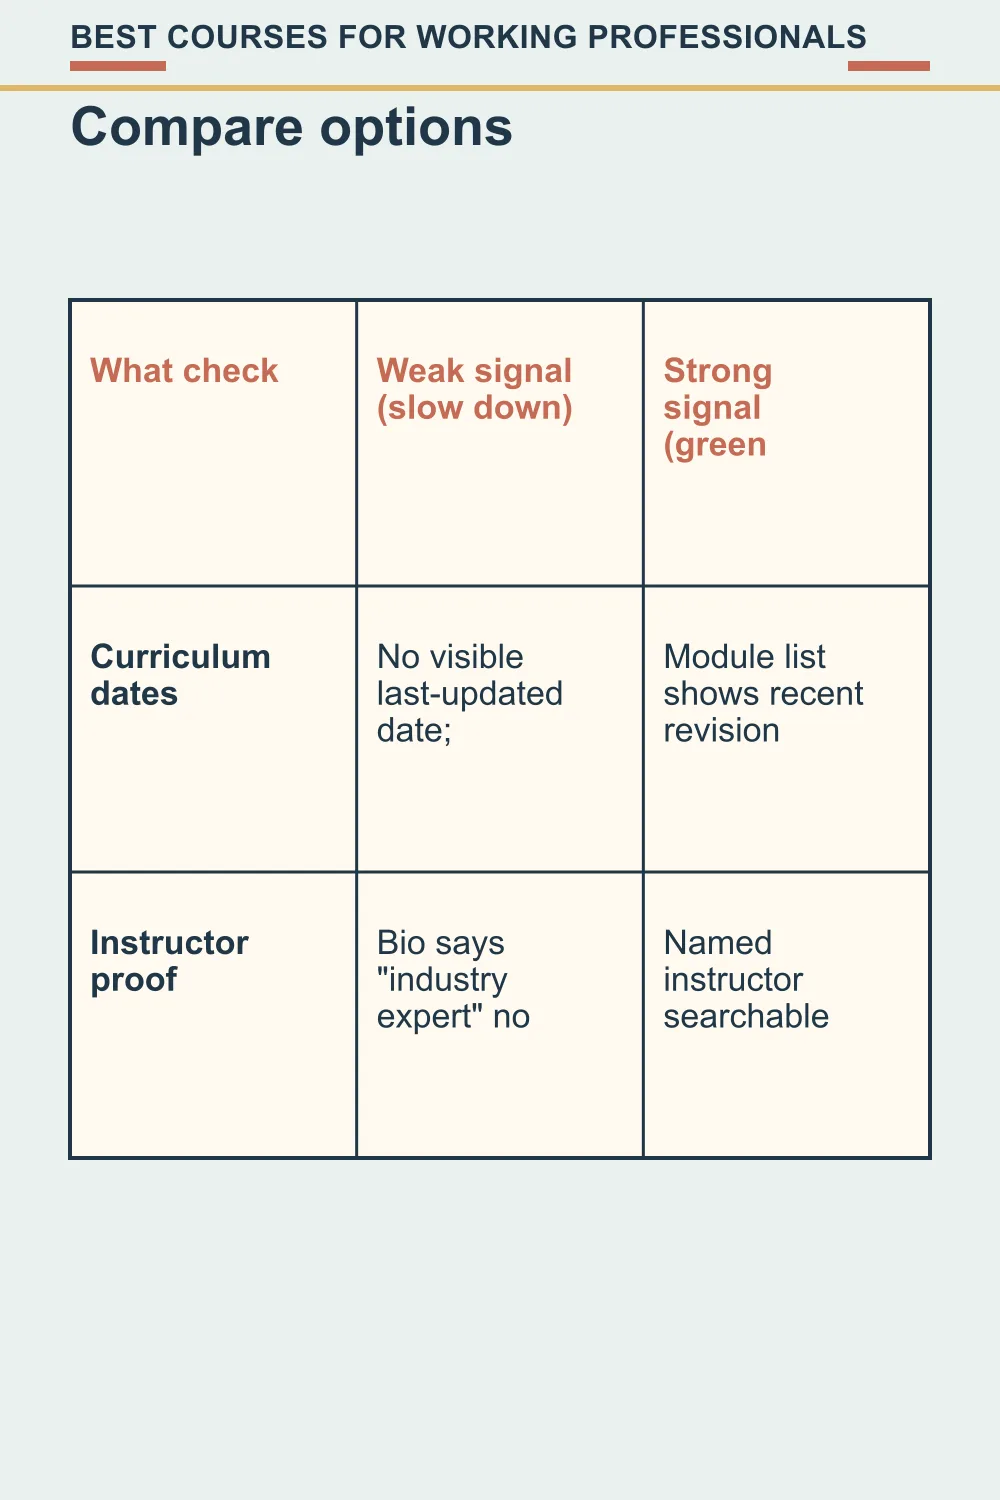 BEST COURSES FOR WORKING PROFESSIONALS
Compare options
What check
Weak signal
(slow down)
Strong
signal
(green
Curriculum
dates
No visible
last-updated
date;
Module list
shows recent
revision
Instructor
proof
Bio says
"industry
expert" no
Named
instructor
searchable